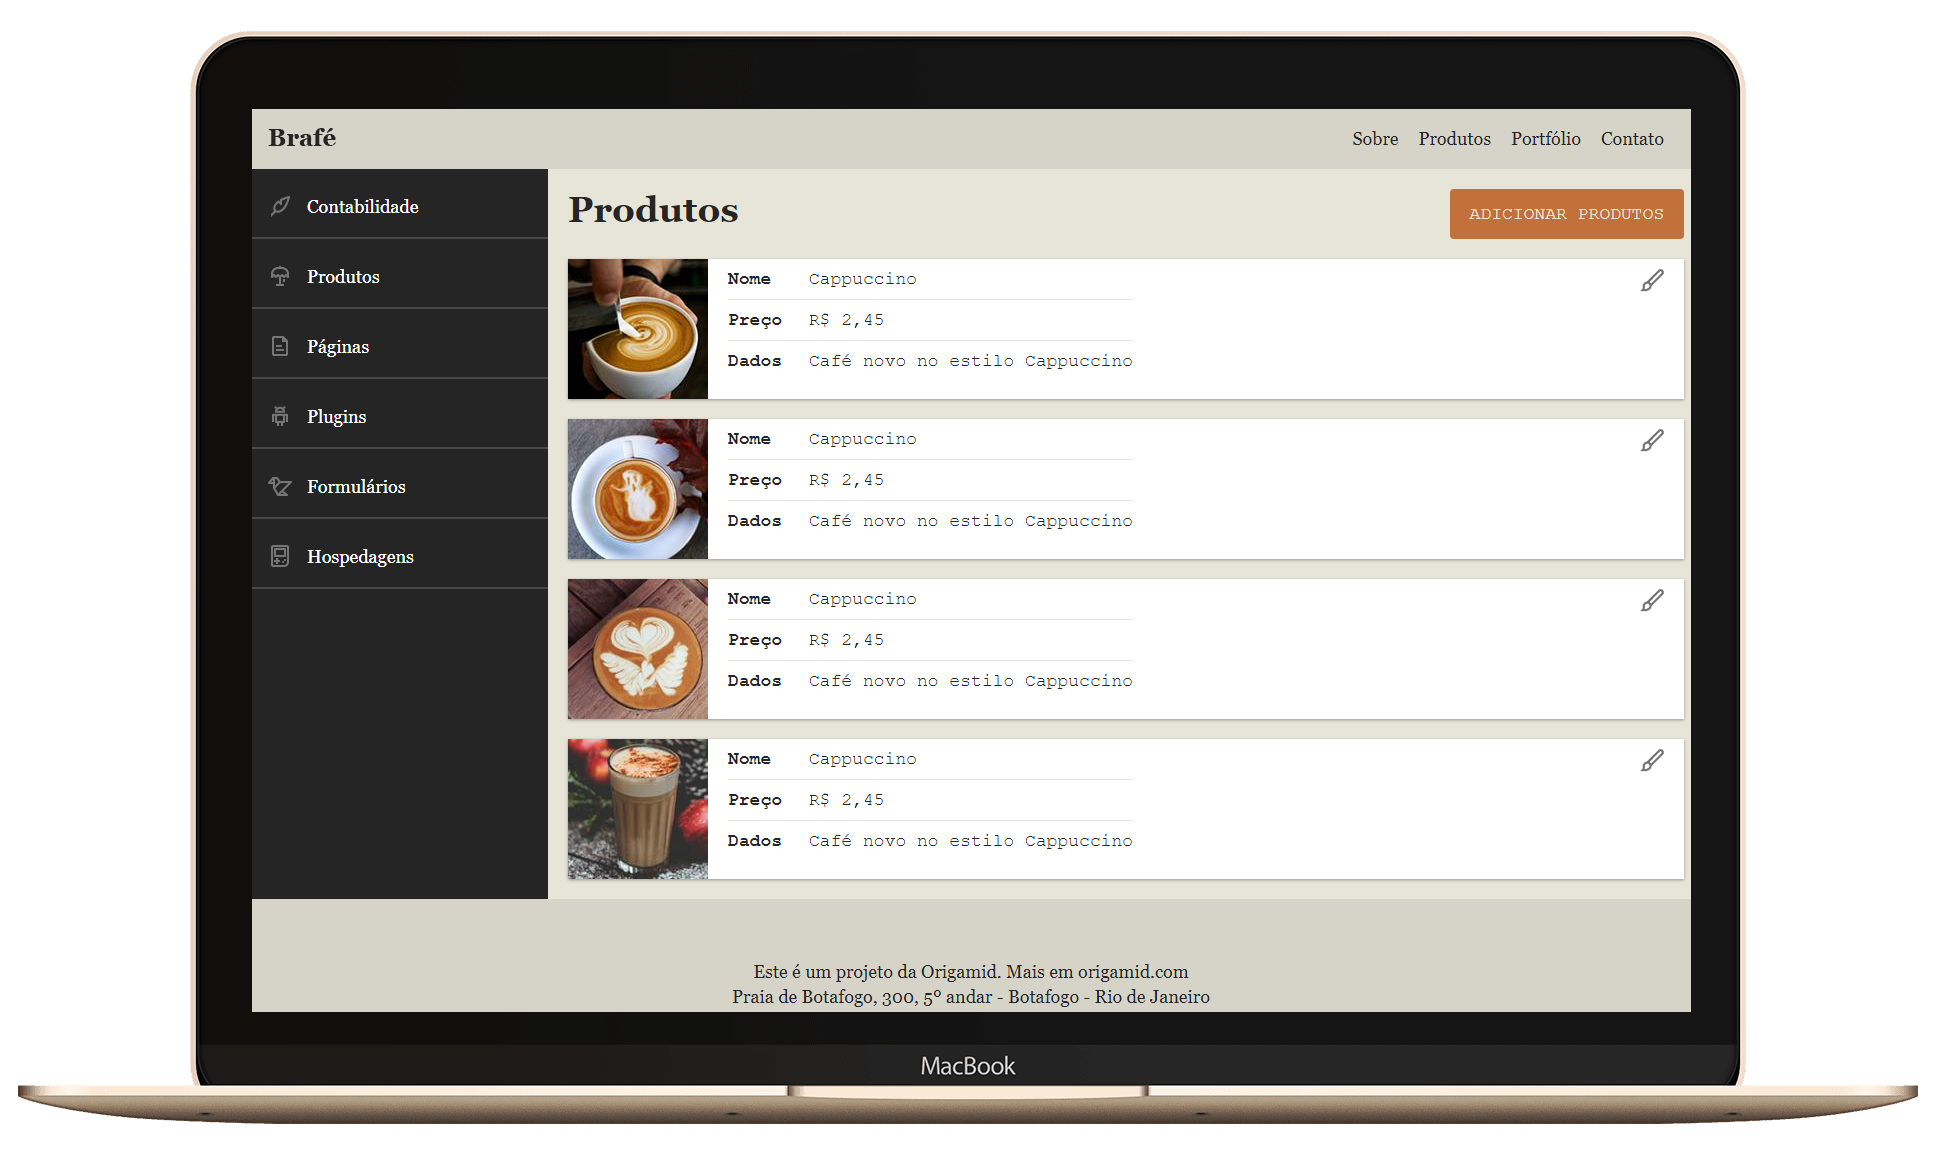 Brafé
Sobre Produtos Portfólio Contato
Contabilidade
Produtos
Páginas
Plugins
Formulários
Hospedagens
Produtos
ADICIONAR PRODUTOS
Nome Cappuccino
Preço R$ 2,45
Dados Café novo no estilo Cappuccino
Nome Cappuccino
Preço R$ 2,45
Dados Café novo no estilo Cappuccino
Nome Cappuccino
Preço R$ 2,45
Dados Café novo no estilo Cappuccino
Nome Cappuccino
Preço R$ 2,45
Dados Café novo no estilo Cappuccino
Este é um projeto da Origamid. Mais em origamid.com
Praia de Botafogo, 300, 5º andar - Botafogo - Rio de Janeiro
MacBook